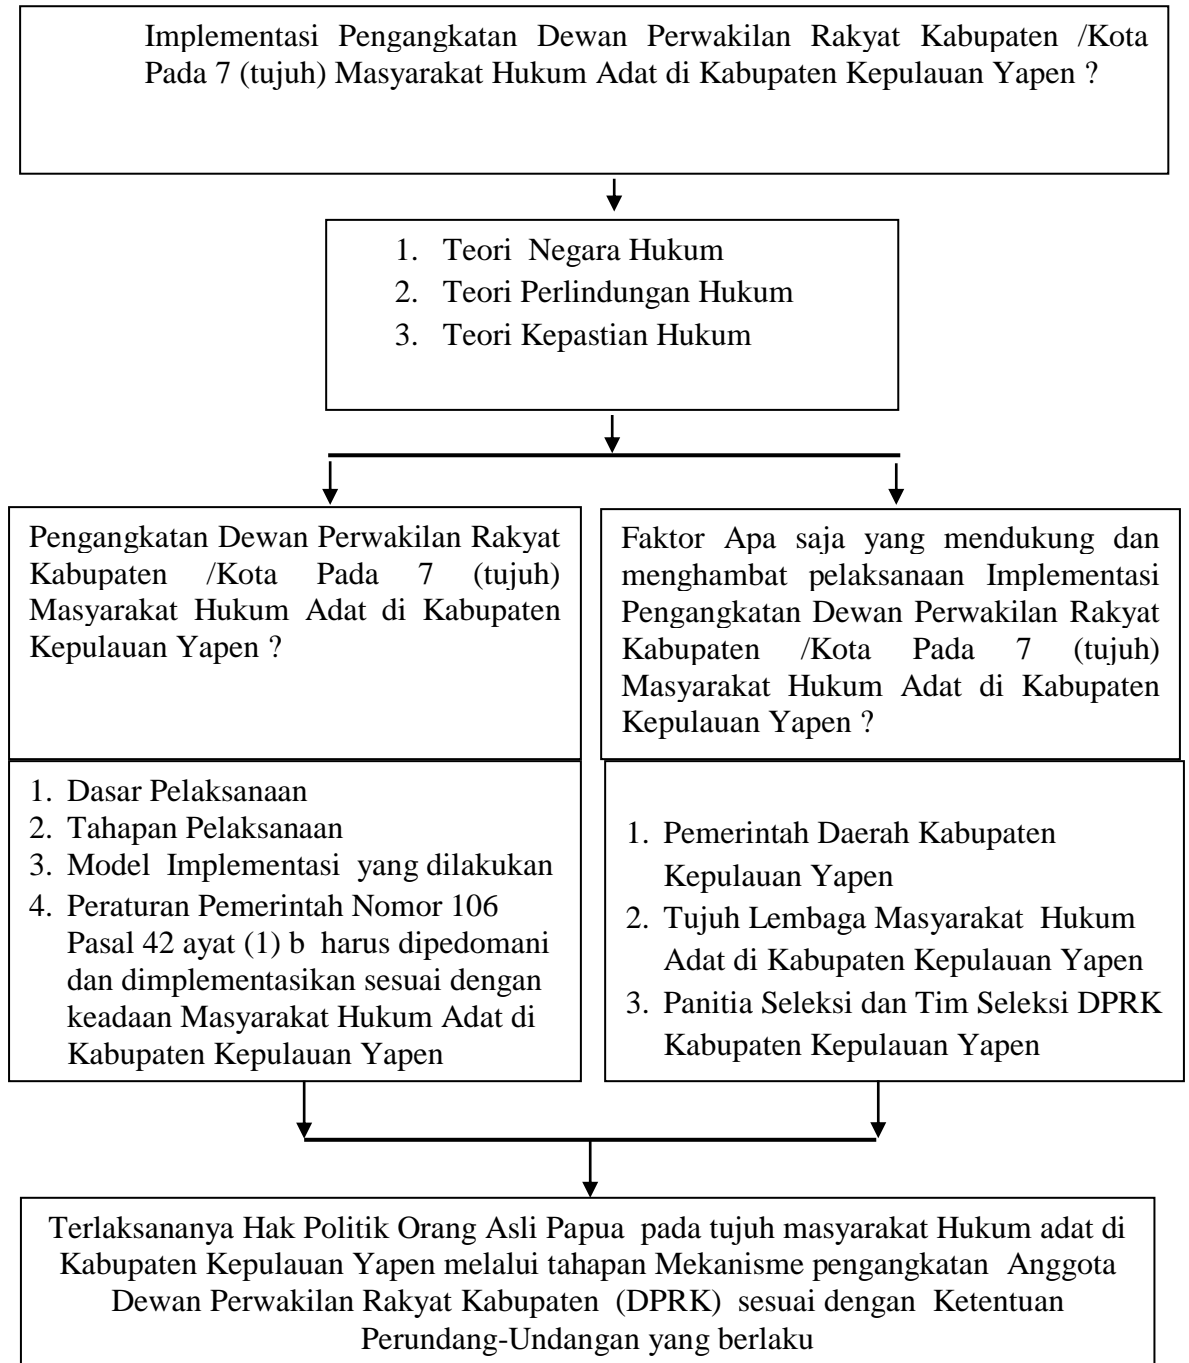 Implementasi Pengangkatan Dewan Perwakilan Rakyat Kabupaten /Kota
Pada 7 (tujuh) Masyarakat Hukum Adat di Kabupaten Kepulauan Yapen ?
1. Teori Negara Hukum
2. Teori Perlindungan Hukum
3. Teori Kepastian Hukum
Pengangkatan Dewan Perwakilan Rakyat
Kabupaten /Kota Pada 7 (tujuh)
Masyarakat Hukum Adat di Kabupaten
Kepulauan Yapen ?
1. Dasar Pelaksanaan
2. Tahapan Pelaksanaan
3. Model Implementasi yang dilakukan
4. Peraturan Pemerintah Nomor 106
Pasal 42 ayat (1) b harus dipedomani
dan dimplementasikan sesuai dengan
keadaan Masyarakat Hukum Adat di
Kabupaten Kepulauan Yapen
Faktor Apa saja yang mendukung dan
menghambat pelaksanaan Implementasi
Pengangkatan Dewan Perwakilan Rakyat
Kabupaten /Kota Pada 7 (tujuh)
Masyarakat Hukum Adat di Kabupaten
Kepulauan Yapen ?
1. Pemerintah Daerah Kabupaten
Kepulauan Yapen
2. Tujuh Lembaga Masyarakat Hukum
Adat di Kabupaten Kepulauan Yapen
3. Panitia Seleksi dan Tim Seleksi DPRK
Kabupaten Kepulauan Yapen
Terlaksananya Hak Politik Orang Asli Papua pada tujuh masyarakat Hukum adat di
Kabupaten Kepulauan Yapen melalui tahapan Mekanisme pengangkatan Anggota
Dewan Perwakilan Rakyat Kabupaten (DPRK) sesuai dengan Ketentuan
Perundang-Undangan yang berlaku